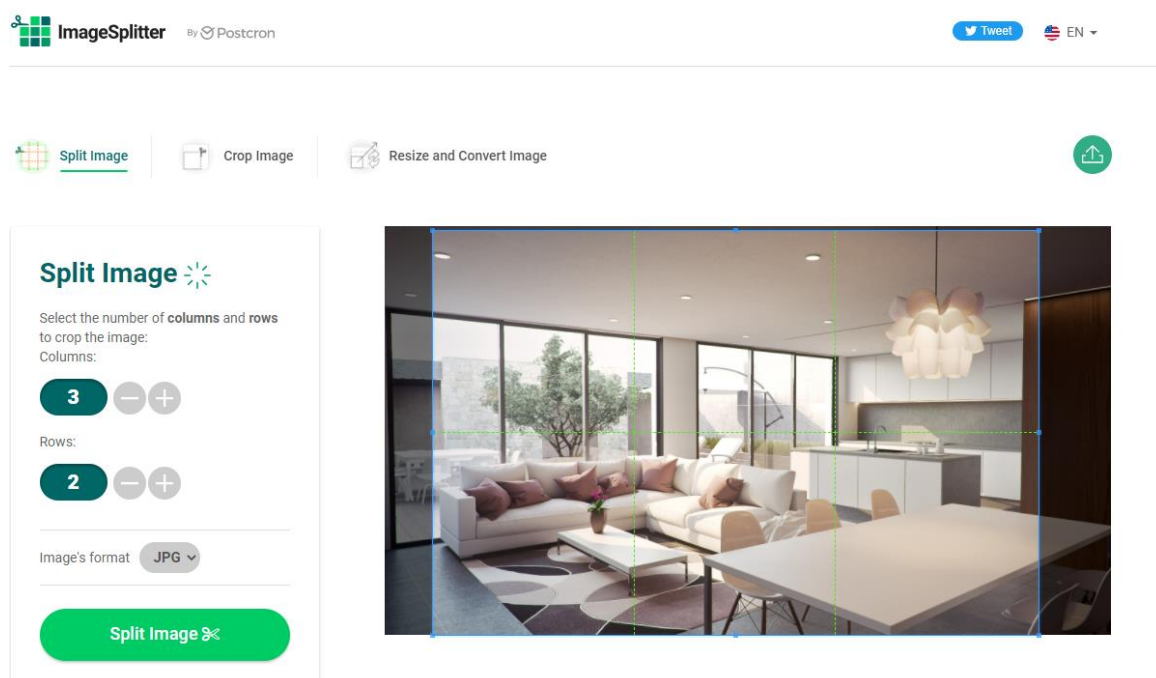 ImageSplitter By Postcron
Tweet EN
Split Image Crop Image Resize and Convert Image
Split Image
Select the number of columns and rows
to crop the image:
Columns:
3
Rows:
2
Image's format JPG
Split Image